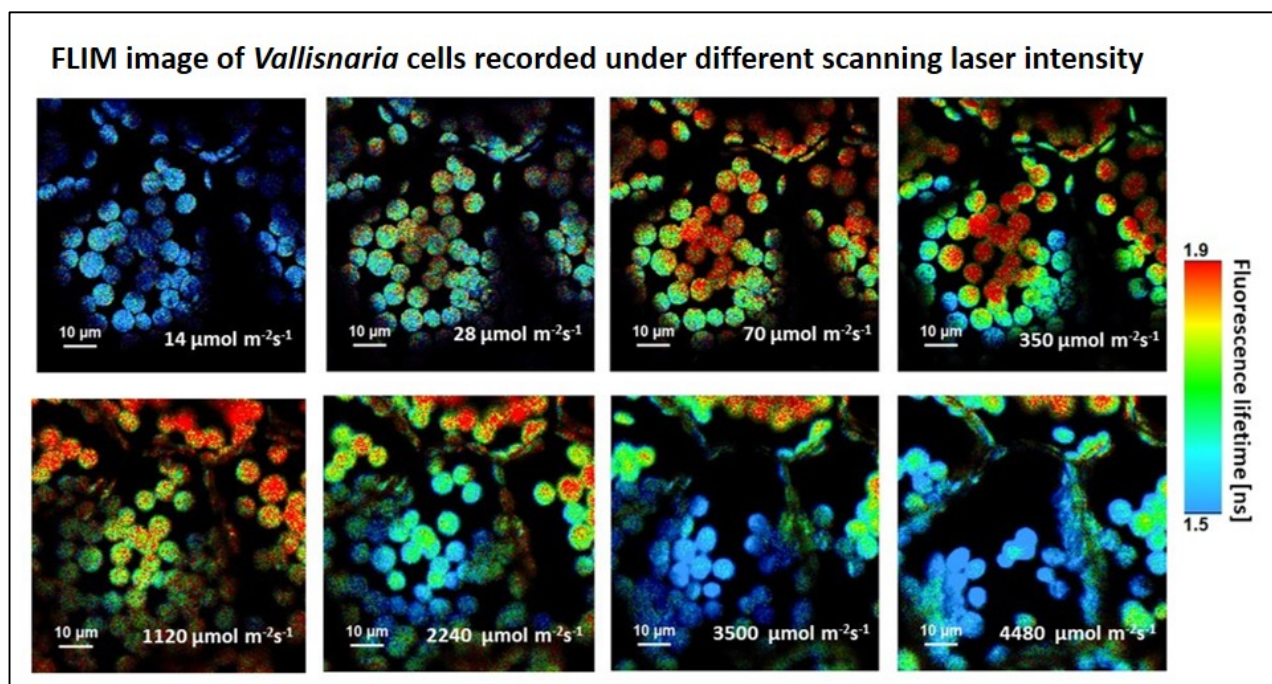 FLIM image of Vallisnaria cells recorded under different scanning laser intensity
10 µm 14 µmol m-2s-1
10 µm 28 µmol m-2s-1
10 µm 70 µmol m-2s-1
10 µm 350 µmol m-2s-1
10 µm 1120 µmol m-2s-1
10 µm 2240 µmol m-2s-1
10 µm 3500 µmol m-2s-1
10 µm 4480 µmol m-2s-1
1.9
Fluorescence lifetime [ns]
1.5